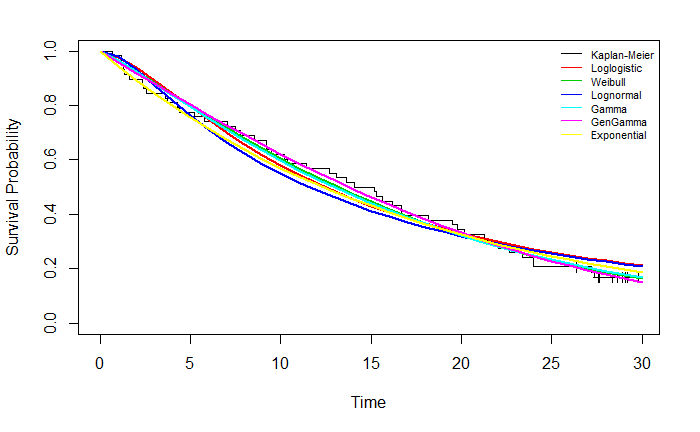 Survival Probability
1.0
0.8
0.6
0.4
0.2
0.0
Kaplan-Meier
Loglogistic
Weibull
Lognormal
Gamma
GenGamma
Exponential
0 5 10 15 20 25 30
Time